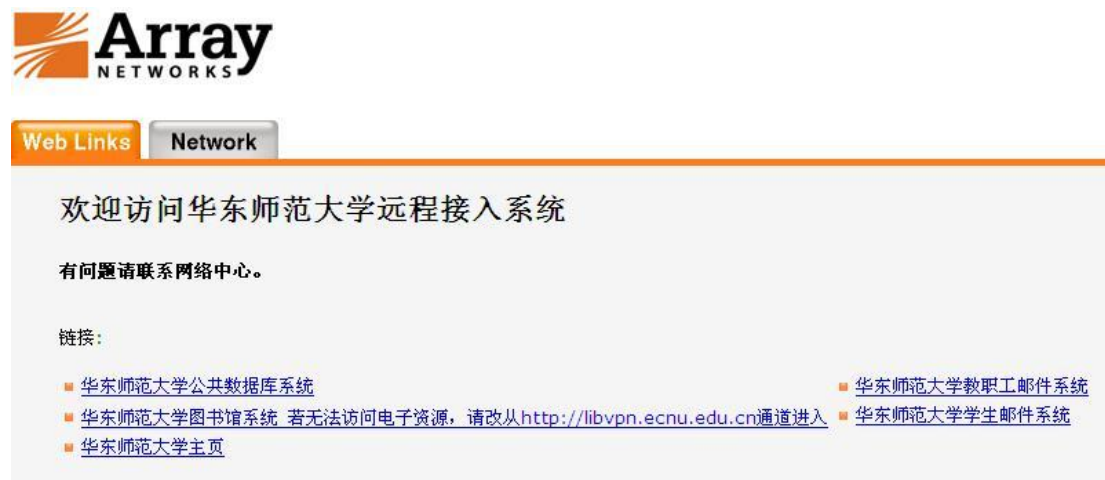 Array
NETWORKS
Web Links Network
欢迎访问华东师范大学远程接入系统
有问题请联系网络中心。
链接:
华东师范大学公共数据库系统 华东师范大学教职工邮件系统
华东师范大学图书馆系统 若无法访问电子资源，请改从http://libvpn.ecnu.edu.cn通道进入 华东师范大学学生邮件系统
华东师范大学主页